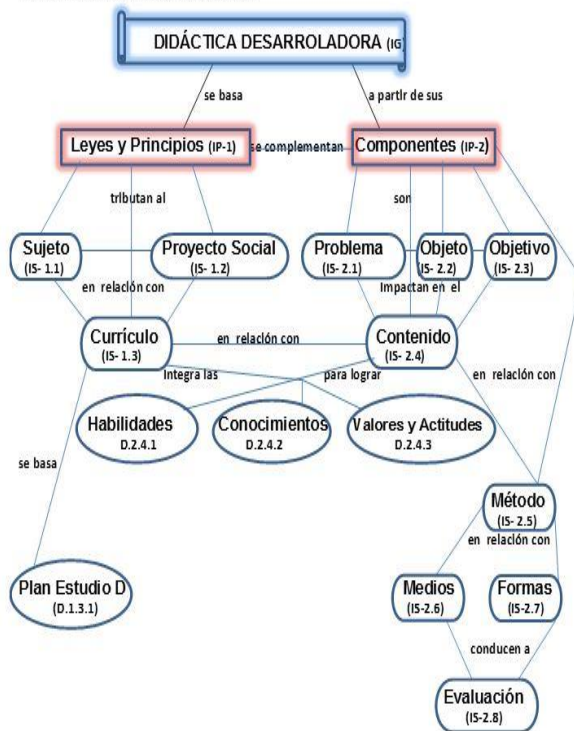 DIDÁCTICA DESARROLADORA (IG)
se basa
a partir de sus
Leyes y Principios (IP-1)
se complementan
Componentes (IP-2)
tributan al
son
Sujeto
(IS- 1.1)
Proyecto Social
(IS- 1.2)
Problema
(IS- 2.1)
Objeto
(IS- 2.2)
Objetivo
(IS- 2.3)
en relación con
Impactan en el
Currículo
(IS- 1.3)
en relación con
Contenido
(IS- 2.4)
Integra las
para lograr
en relación con
Habilidades
D.2.4.1
Conocimientos
D.2.4.2
Valores y Actitudes
D.2.4.3
se basa
Método
(IS- 2.5)
en relación con
Plan Estudio D
(D.1.3.1)
Medios
(IS-2.6)
Formas
(IS-2.7)
conducen a
Evaluación
(IS-2.8)